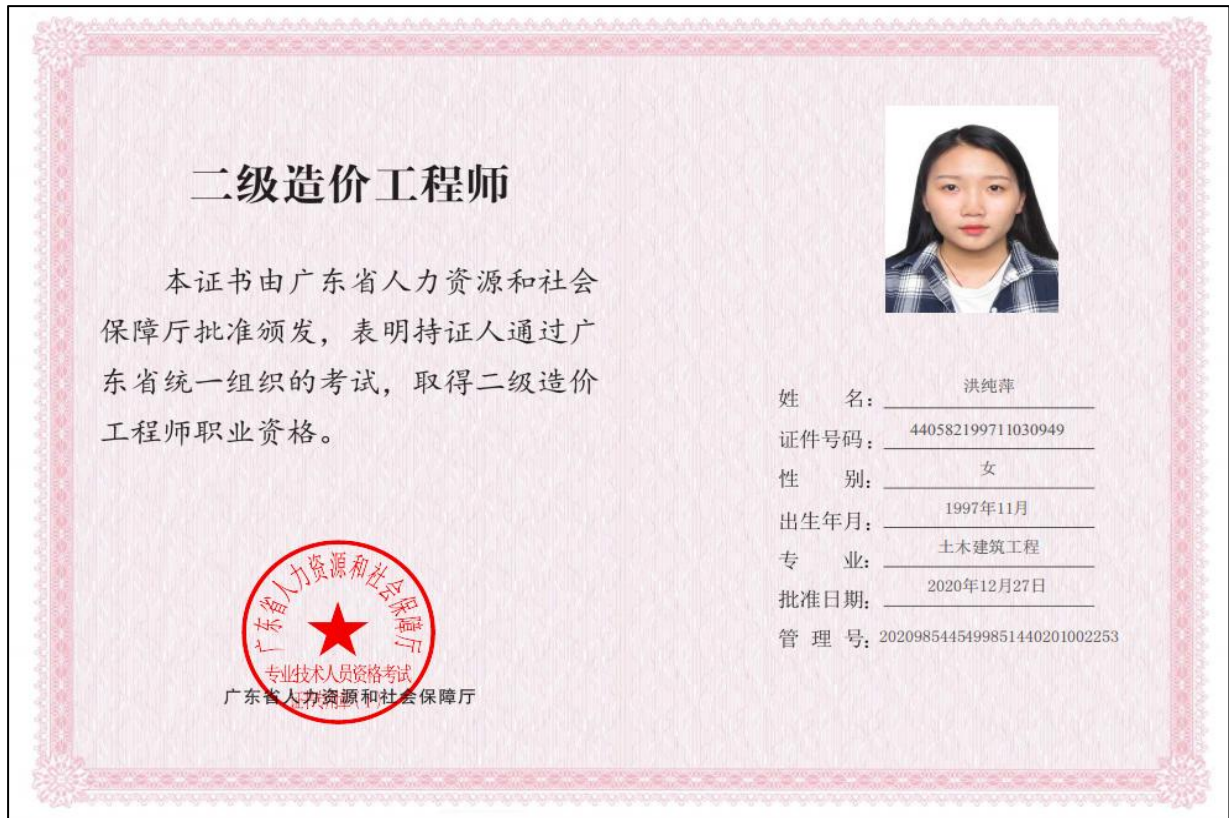 二级造价工程师
本证书由广东省人力资源和社会
保障厅批准颁发，表明持证人通过广
东省统一组织的考试，取得二级造价
工程师职业资格。
广东省人力资源和社会保障厅
专业技术人员资格考试
广东省人力资源和社会保障厅
姓 名：洪纯萍
证件号码：440582199711030949
性 别：女
出生年月：1997年11月
专 业：土木建筑工程
批准日期：2020年12月27日
管 理 号：2020985445499851440201002253